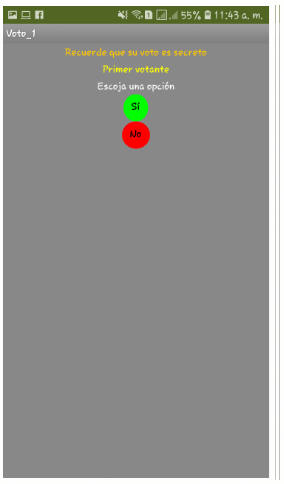 55% 11:43 a. m.
Voto_1
Recuerde que su voto es secreto
Primer votante
Escoja una opción
Sí
No